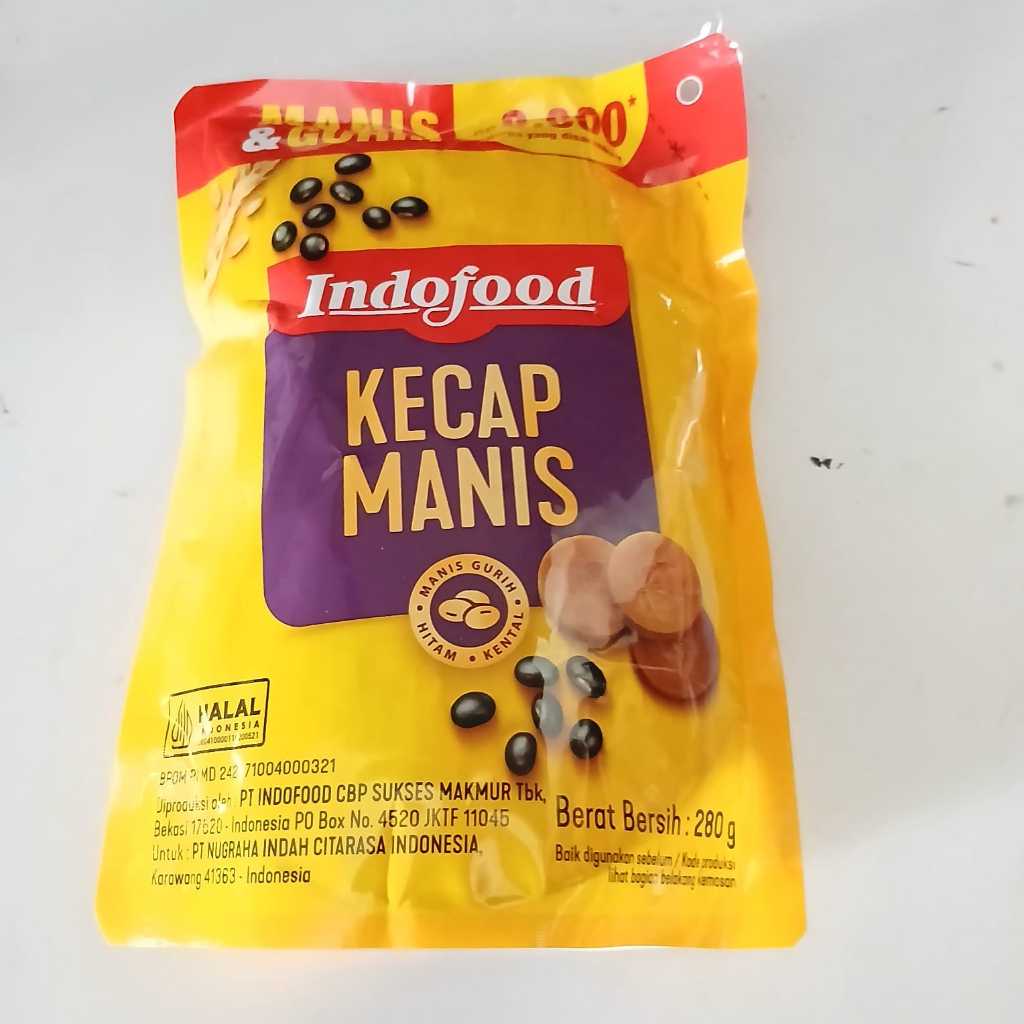 MANIS
& GURIH
Indofood
KECAP
MANIS
MANIS GURIH • KENTAL • HITAM •
HALAL
INDONESIA
Diproduksi oleh : PT INDOFOOD CBP SUKSES MAKMUR Tbk,
Bekasi 17520 - Indonesia PO Box No. 4520 JKTF 11045
Untuk : PT NUGRAHA INDAH CITARASA INDONESIA,
Karawang 41363 - Indonesia
Berat Bersih : 280 g
Baik digunakan sebelum / Kode produksi
lihat bagian belakang kemasan